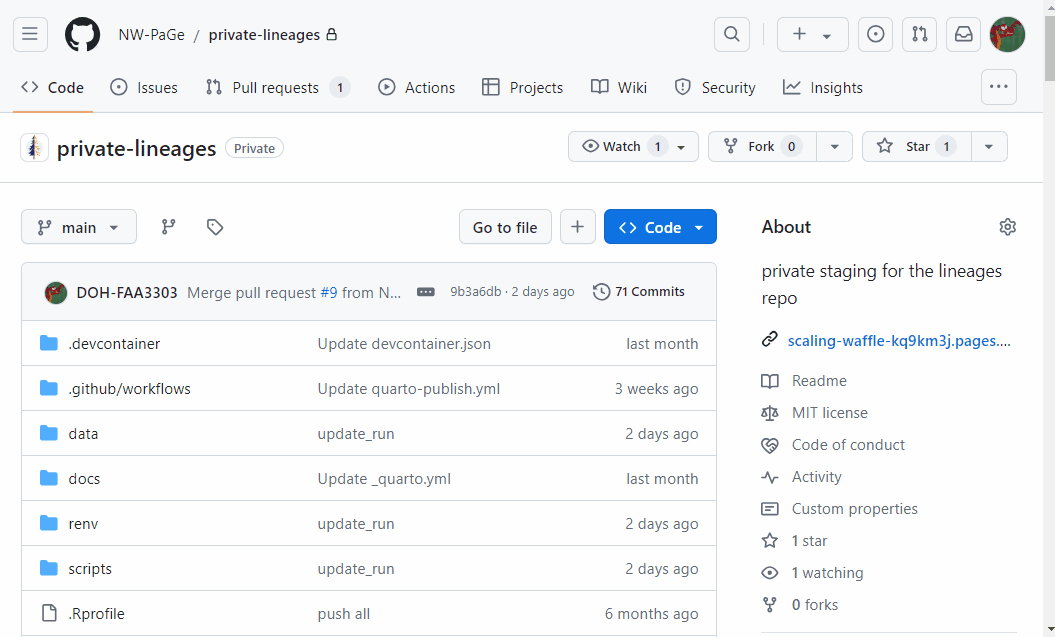 NW-PaGe / private-lineages
Code Issues Pull requests 1 Actions Projects Wiki Security Insights
private-lineages Private Watch 1 Fork 0 Star 1
main Go to file Code
DOH-FAA3303 Merge pull request #9 from N... 9b3a6db · 2 days ago 71 Commits
.devcontainer Update devcontainer.json last month
.github/workflows Update quarto-publish.yml 3 weeks ago
data update_run 2 days ago
docs Update _quarto.yml last month
renv update_run 2 days ago
scripts update_run 2 days ago
.Rprofile push all 6 months ago
About
private staging for the lineages
repo
scaling-waffle-kq9km3j.pages....
Readme
MIT license
Code of conduct
Activity
Custom properties
1 star
1 watching
0 forks